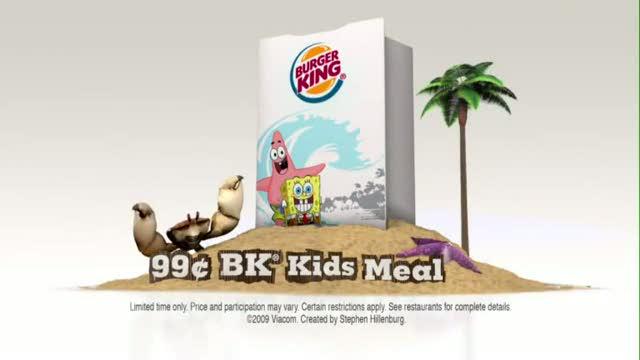 BURGER
KING®
99¢ BK® Kids Meal
Limited time only. Price and participation may vary. Certain restrictions apply. See restaurants for complete details.
©2009 Viacom. Created by Stephen Hillenburg.